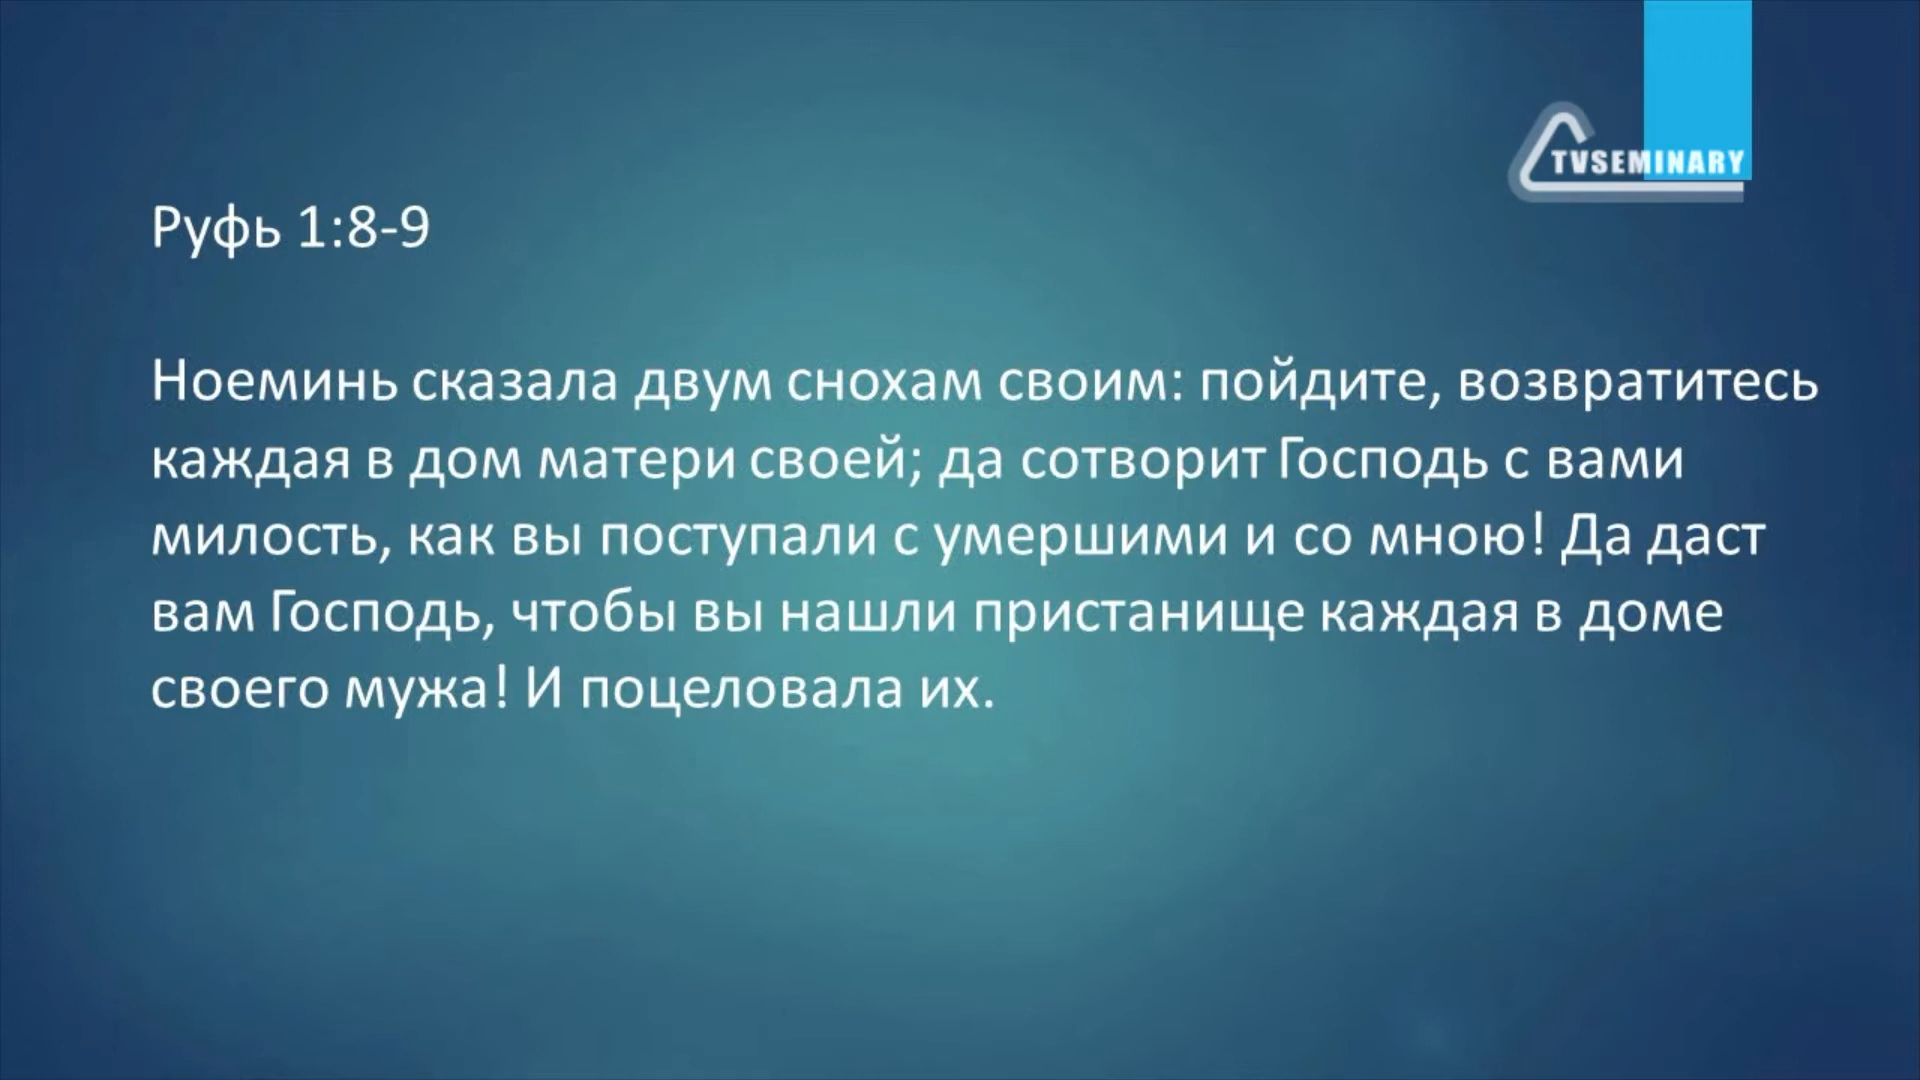 TVSEMINARY
Руфь 1:8-9
Ноеминь сказала двум снохам своим: пойдите, возвратитесь
каждая в дом матери своей; да сотворит Господь с вами
милость, как вы поступали с умершими и со мною! Да даст
вам Господь, чтобы вы нашли пристанище каждая в доме
своего мужа! И поцеловала их.